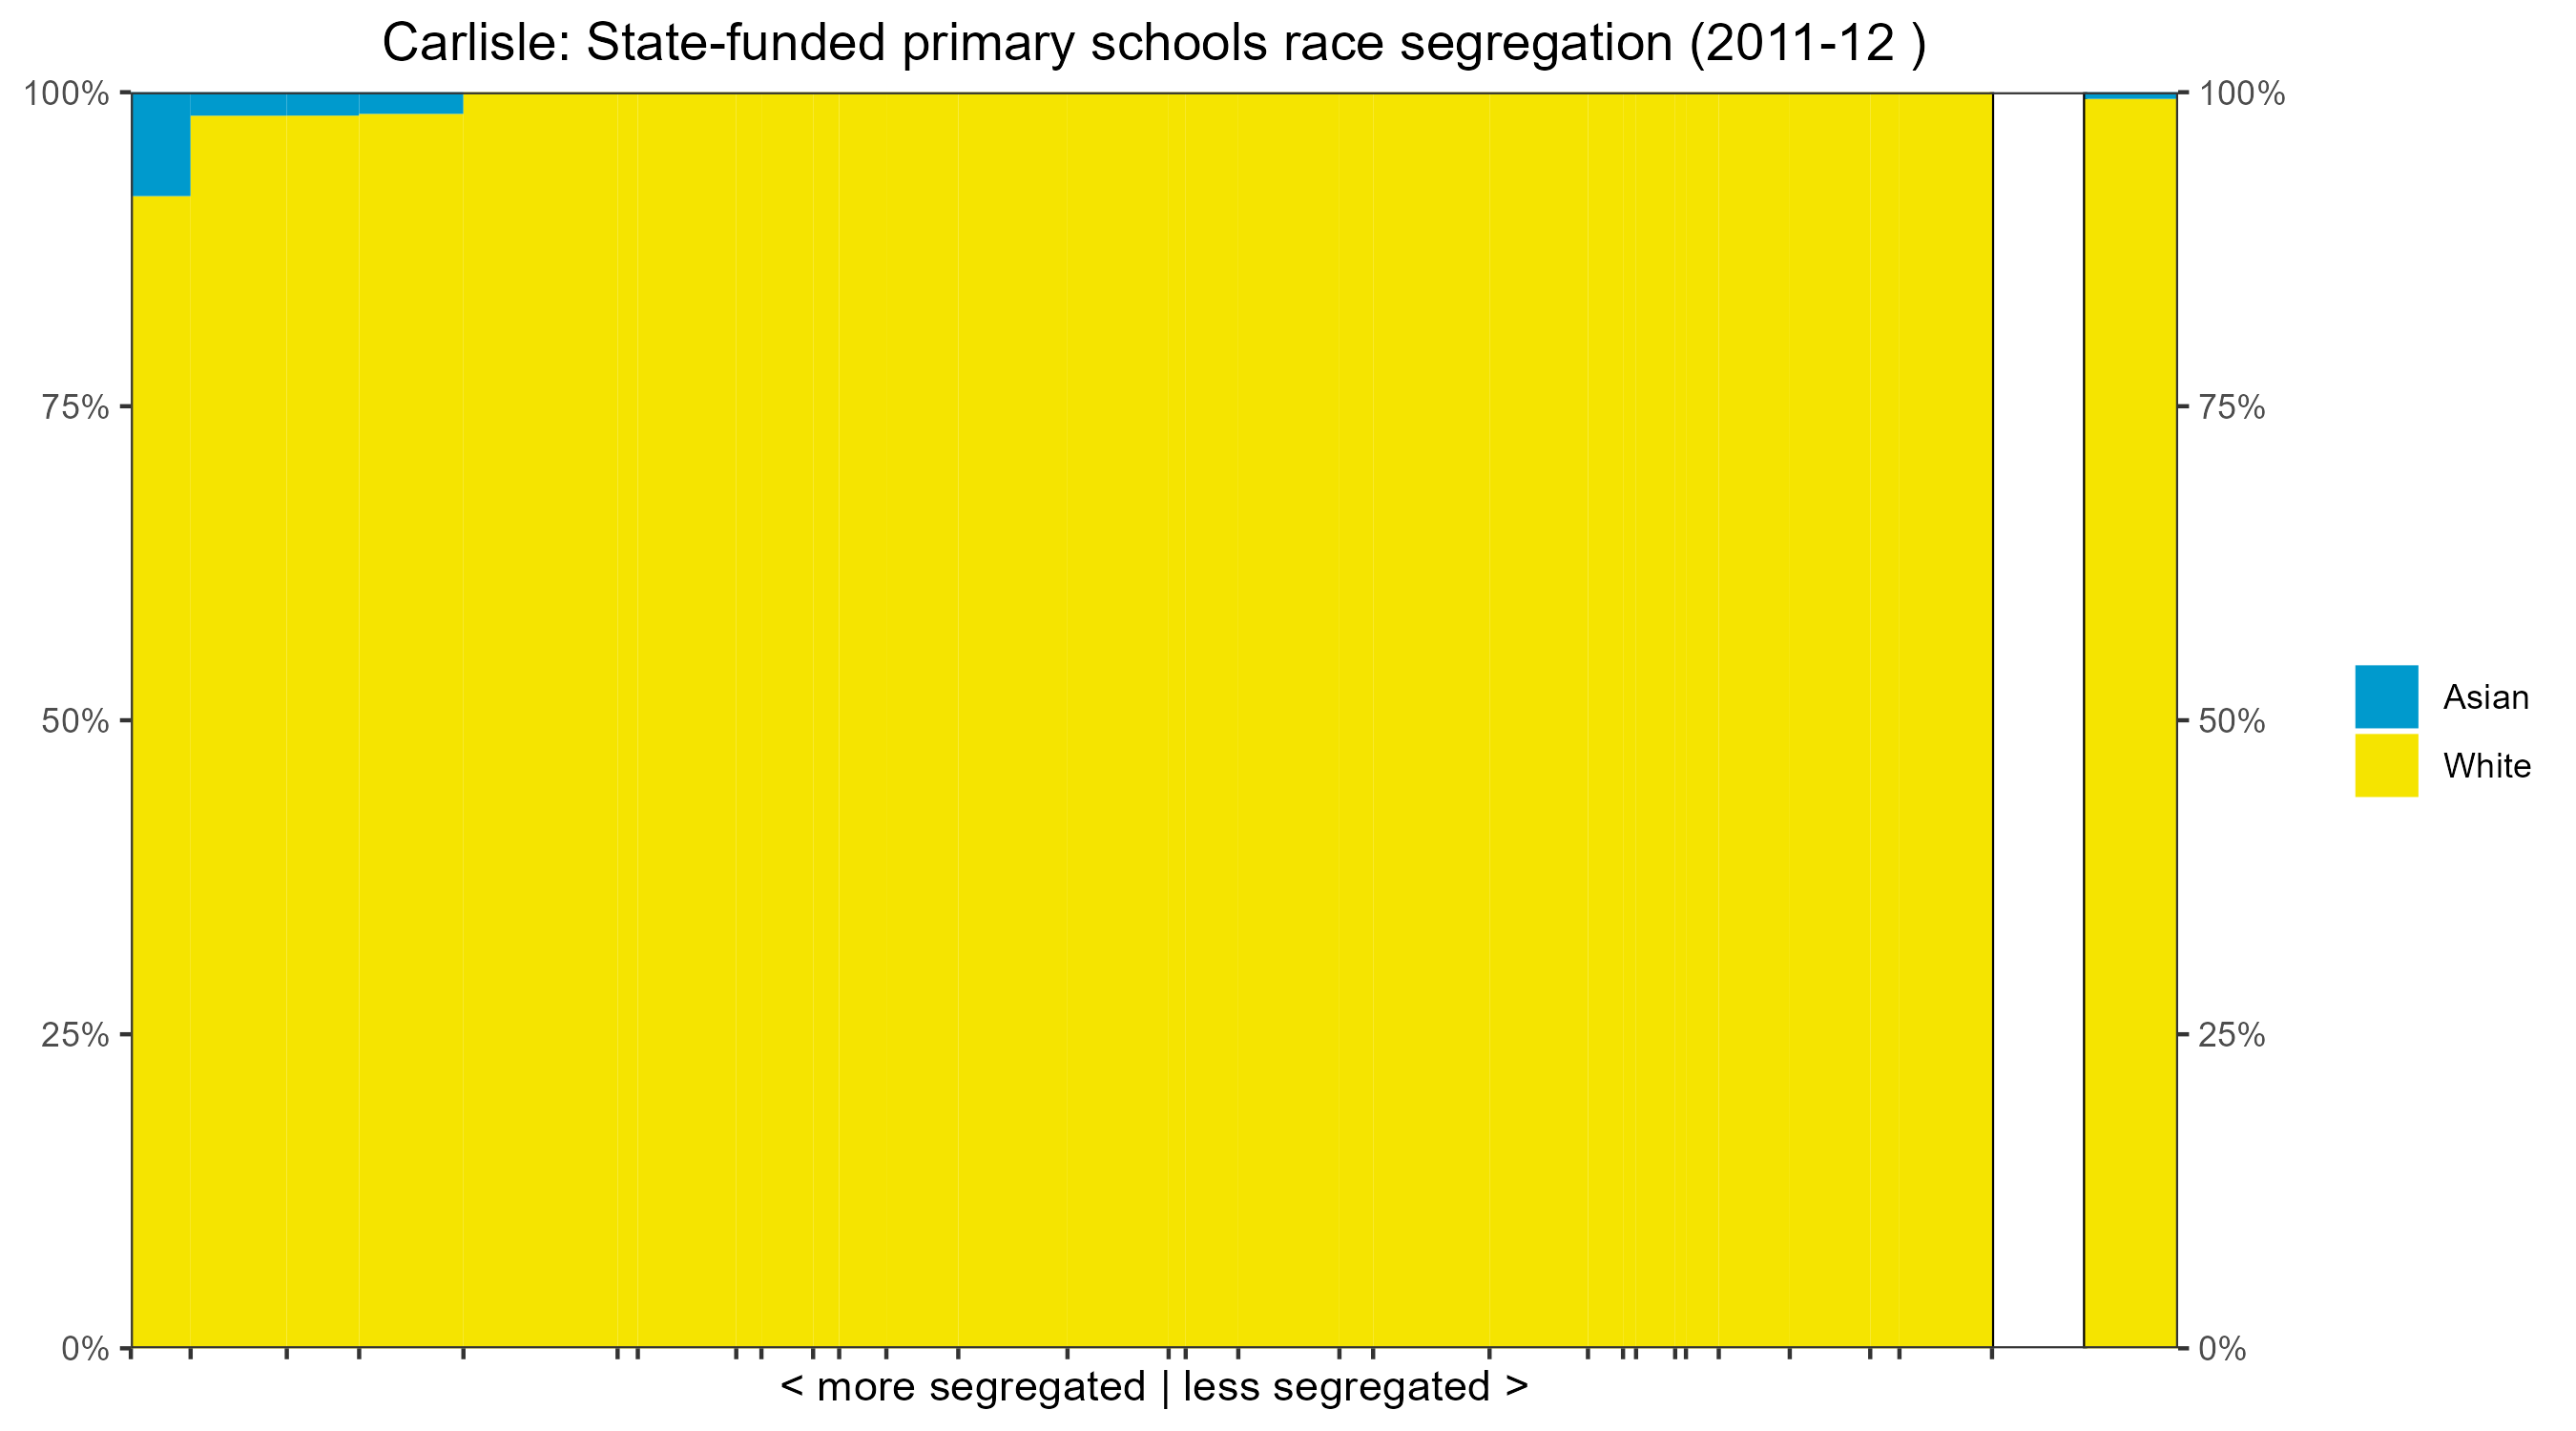 Carlisle: State-funded primary schools race segregation (2011-12 )
100%
75%
50%
25%
0%
100%
75%
50%
25%
0%
Asian
White
< more segregated | less segregated >